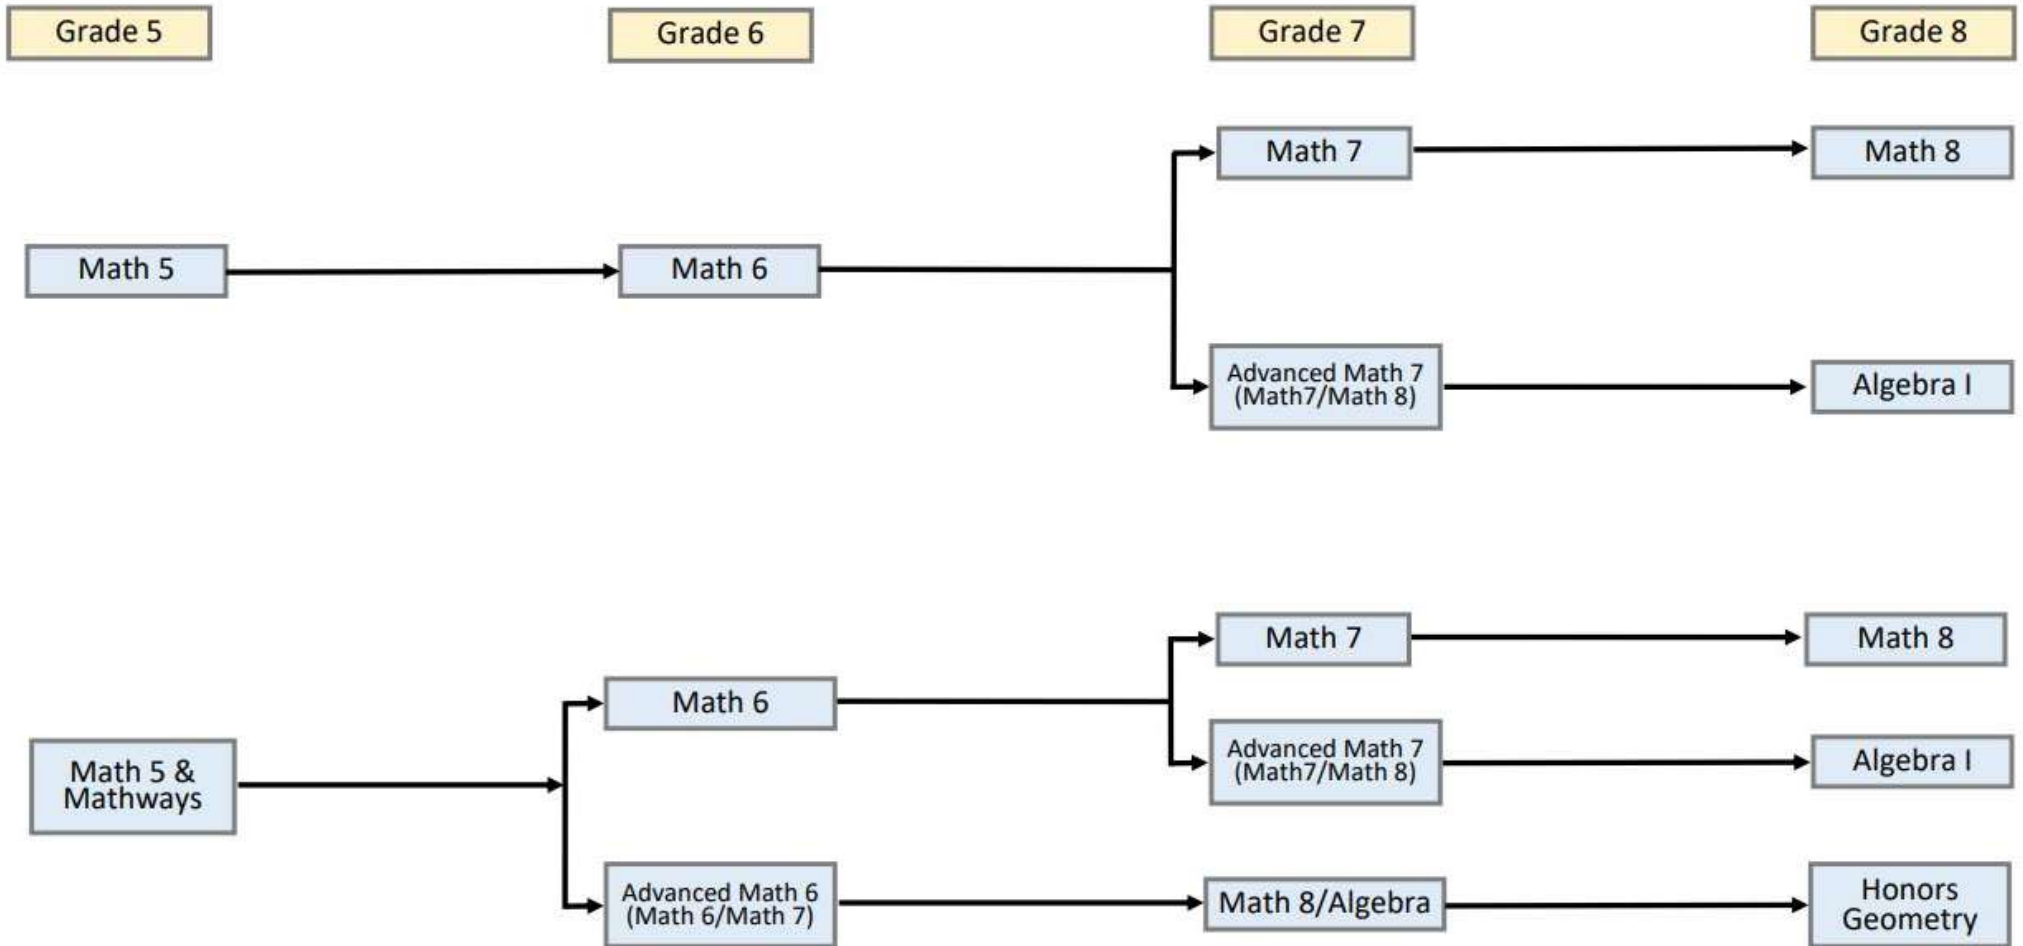 Grade 5
Grade 6
Grade 7
Grade 8
Math 7
Math 8
Math 5
Math 6
Advanced Math 7
(Math7/Math 8)
Algebra I
Math 7
Math 8
Math 6
Advanced Math 7
(Math7/Math 8)
Algebra I
Math 5 &
Mathways
Advanced Math 6
(Math 6/Math 7)
Math 8/Algebra
Honors
Geometry